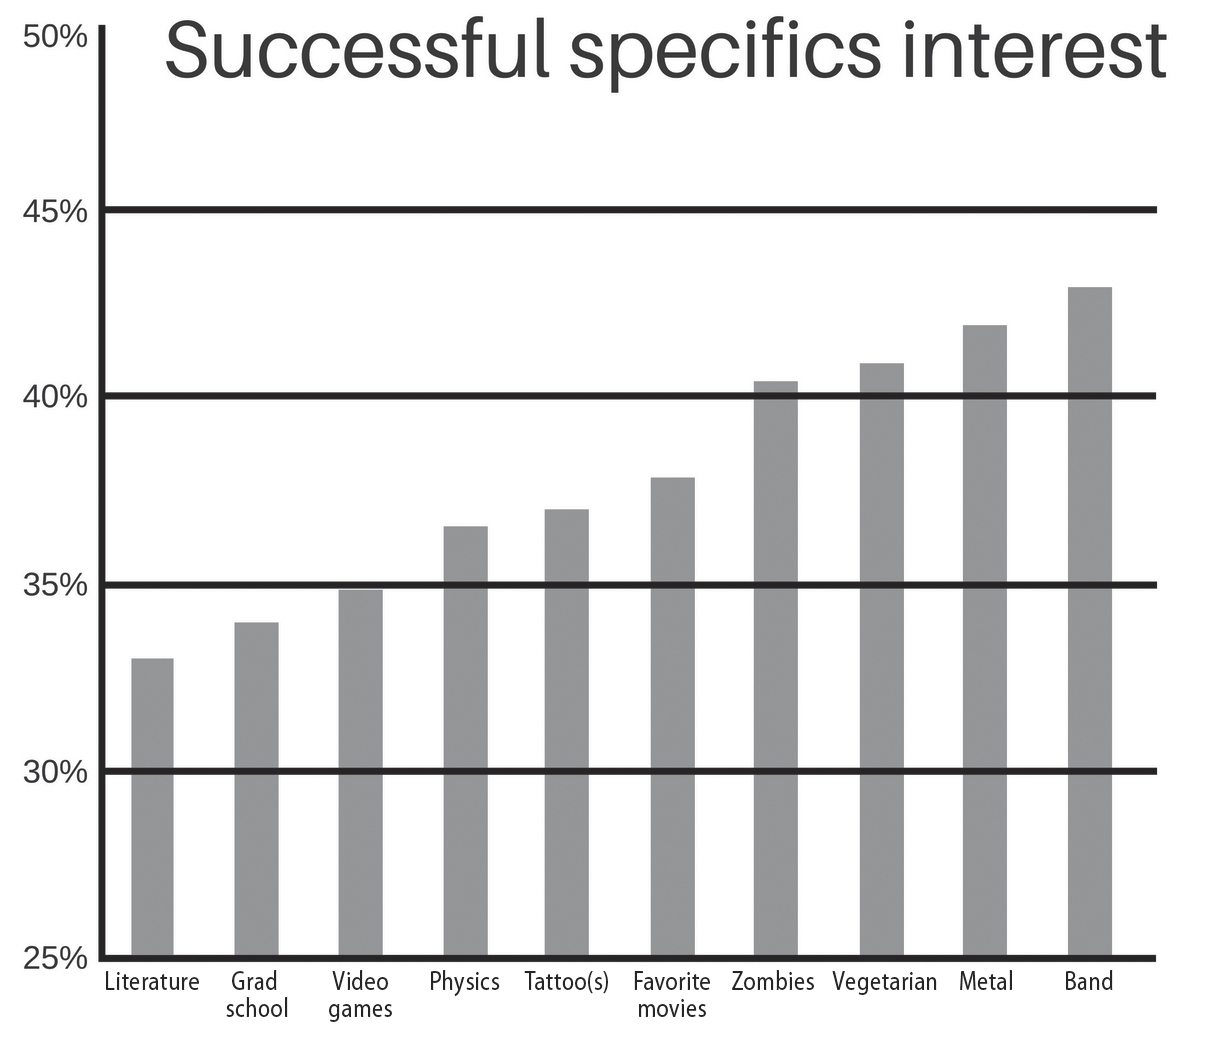 Successful specifics interest
50%
45%
40%
35%
30%
25%
Literature
Grad
school
Video
games
Physics
Tattoo(s)
Favorite
movies
Zombies
Vegetarian
Metal
Band